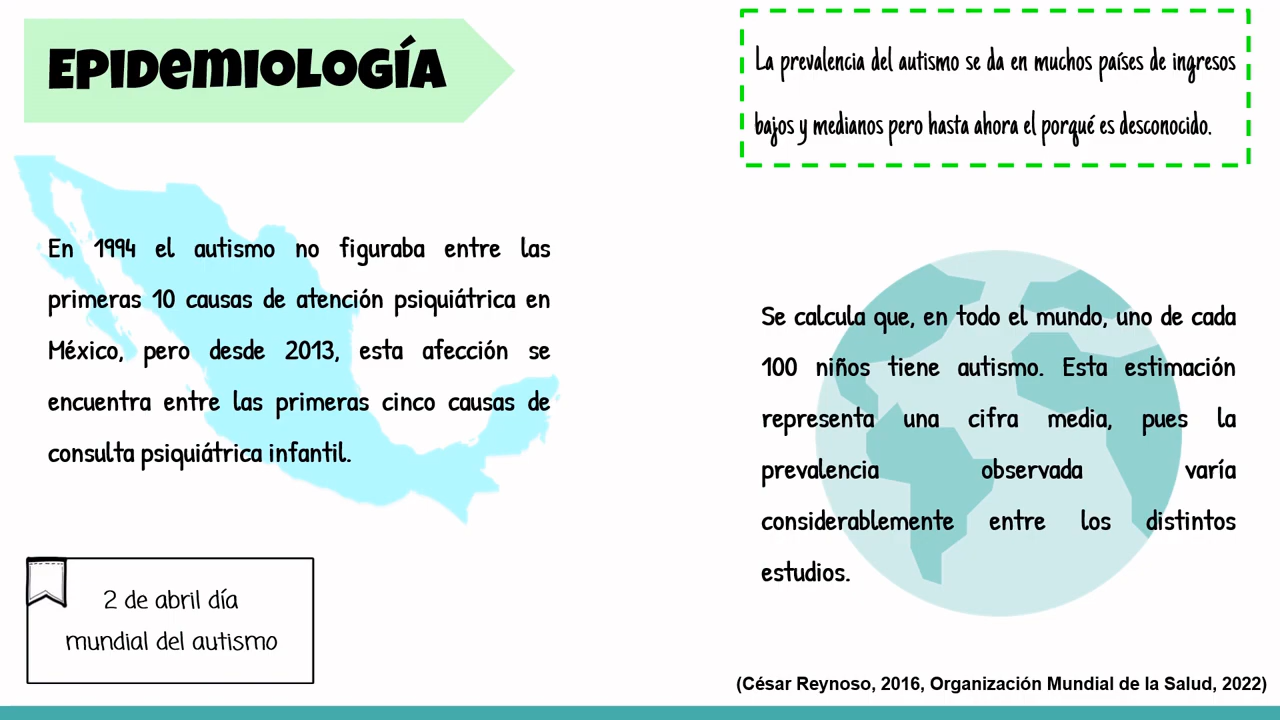 EPIDEMIOLOGÍA
La prevalencia del autismo se da en muchos países de ingresos
bajos y medianos pero hasta ahora el porqué es desconocido.
En 1994 el autismo no figuraba entre las
primeras 10 causas de atención psiquiátrica en
México, pero desde 2013, esta afección se
encuentra entre las primeras cinco causas de
consulta psiquiátrica infantil.
Se calcula que, en todo el mundo, uno de cada
100 niños tiene autismo. Esta estimación
representa una cifra media, pues la
prevalencia observada varía
considerablemente entre los distintos
estudios.
2 de abril día
mundial del autismo
(César Reynoso, 2016, Organización Mundial de la Salud, 2022)